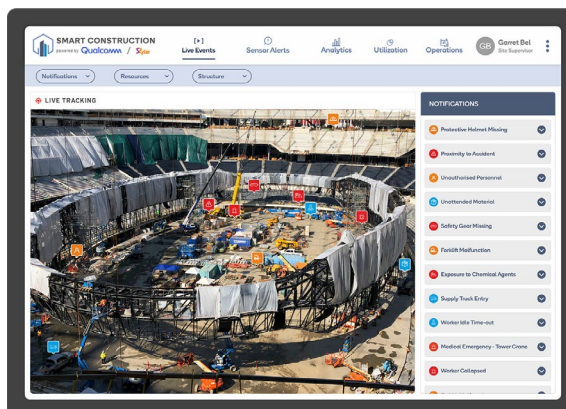 SMART CONSTRUCTION
powered by Qualcomm /
[▸]
Live Events
Sensor Alerts
Analytics
Utilization
Operations
GB
Garret Bel
Site Supervisor
Notifications
Resources
Structure
LIVE TRACKING
NOTIFICATIONS
Protective Helmet Missing
Proximity to Accident
Unauthorised Personnel
Unattended Material
Safety Gear Missing
Forklift Malfunction
Exposure to Chemical Agents
Supply Truck Entry
Worker Idle Time-out
Medical Emergency - Tower Crane
Worker Collapsed